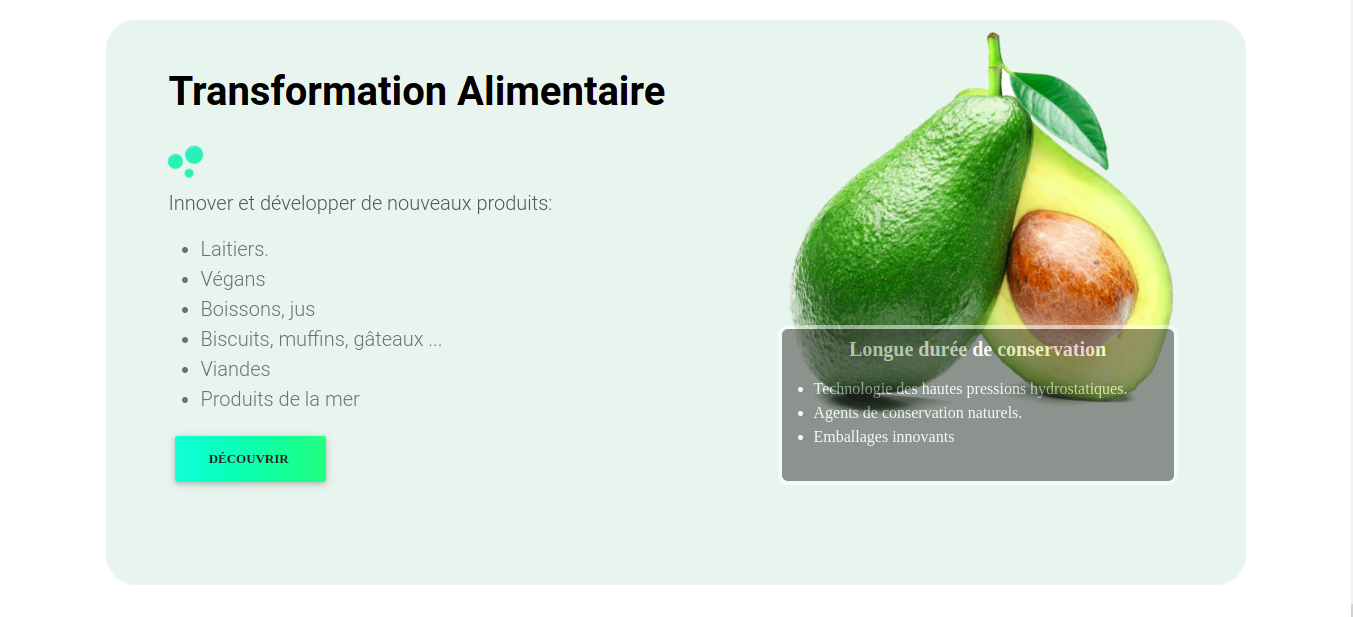 Transformation Alimentaire
Innover et développer de nouveaux produits:
Laitiers.
Végans
Boissons, jus
Biscuits, muffins, gâteaux ...
Viandes
Produits de la mer
DÉCOUVRIR
Longue durée de conservation
Technologie des hautes pressions hydrostatiques.
Agents de conservation naturels.
Emballages innovants